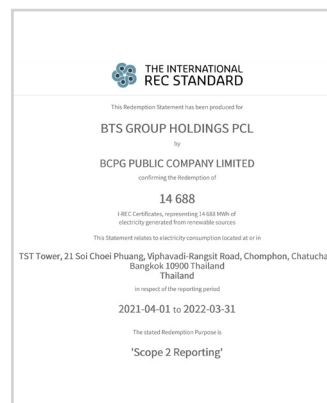 THE INTERNATIONAL
REC STANDARD
This Redemption Statement has been produced for
BTS GROUP HOLDINGS PCL
by
BCPG PUBLIC COMPANY LIMITED
confirming the Redemption of
14 688
I-REC Certificates, representing 14 688 MWh of
electricity generated from renewable sources
This Statement relates to electricity consumption located at or in
TST Tower, 21 Soi Choei Phuang, Viphavadi-Rangsit Road, Chomphon, Chatucha
Bangkok 10900 Thailand
Thailand
in respect of the reporting period
2021-04-01 to 2022-03-31
The stated Redemption Purpose is
'Scope 2 Reporting'